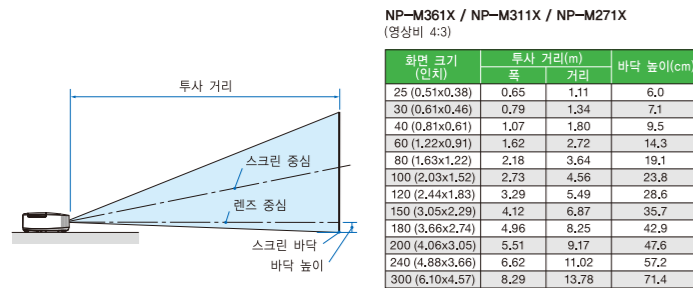 투사 거리
스크린 중심
렌즈 중심
스크린 바닥
바닥 높이
NP-M361X / NP-M311X / NP-M271X
(영상비 4:3)
화면 크기 (인치) 투사 거리(m) 바닥 높이(cm)
폭 거리
25 (0.51x0.38) 0.65 1.11 6.0
30 (0.61x0.46) 0.79 1.34 7.1
40 (0.81x0.61) 1.07 1.80 9.5
60 (1.22x0.91) 1.62 2.72 14.3
80 (1.63x1.22) 2.18 3.64 19.1
100 (2.03x1.52) 2.73 4.56 23.8
120 (2.44x1.83) 3.29 5.49 28.6
150 (3.05x2.29) 4.12 6.87 35.7
180 (3.66x2.74) 4.96 8.25 42.9
200 (4.06x3.05) 5.51 9.17 47.6
240 (4.88x3.66) 6.62 11.02 57.2
300 (6.10x4.57) 8.29 13.78 71.4